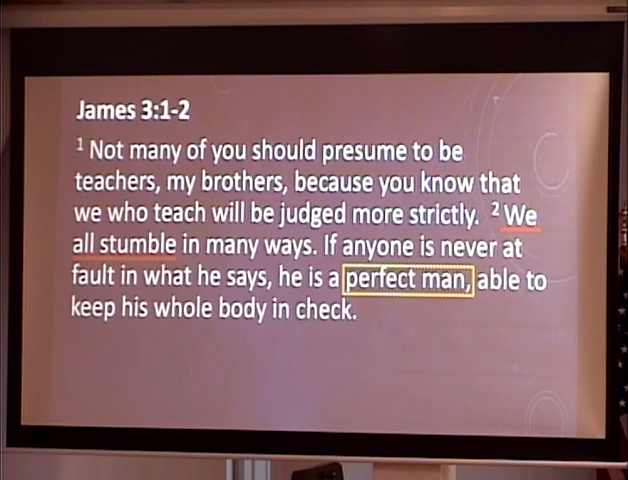 James 3:1-2
1 Not many of you should presume to be
teachers, my brothers, because you know that
we who teach will be judged more strictly. 2 We
all stumble in many ways. If anyone is never at
fault in what he says, he is a perfect man, able to
keep his whole body in check.